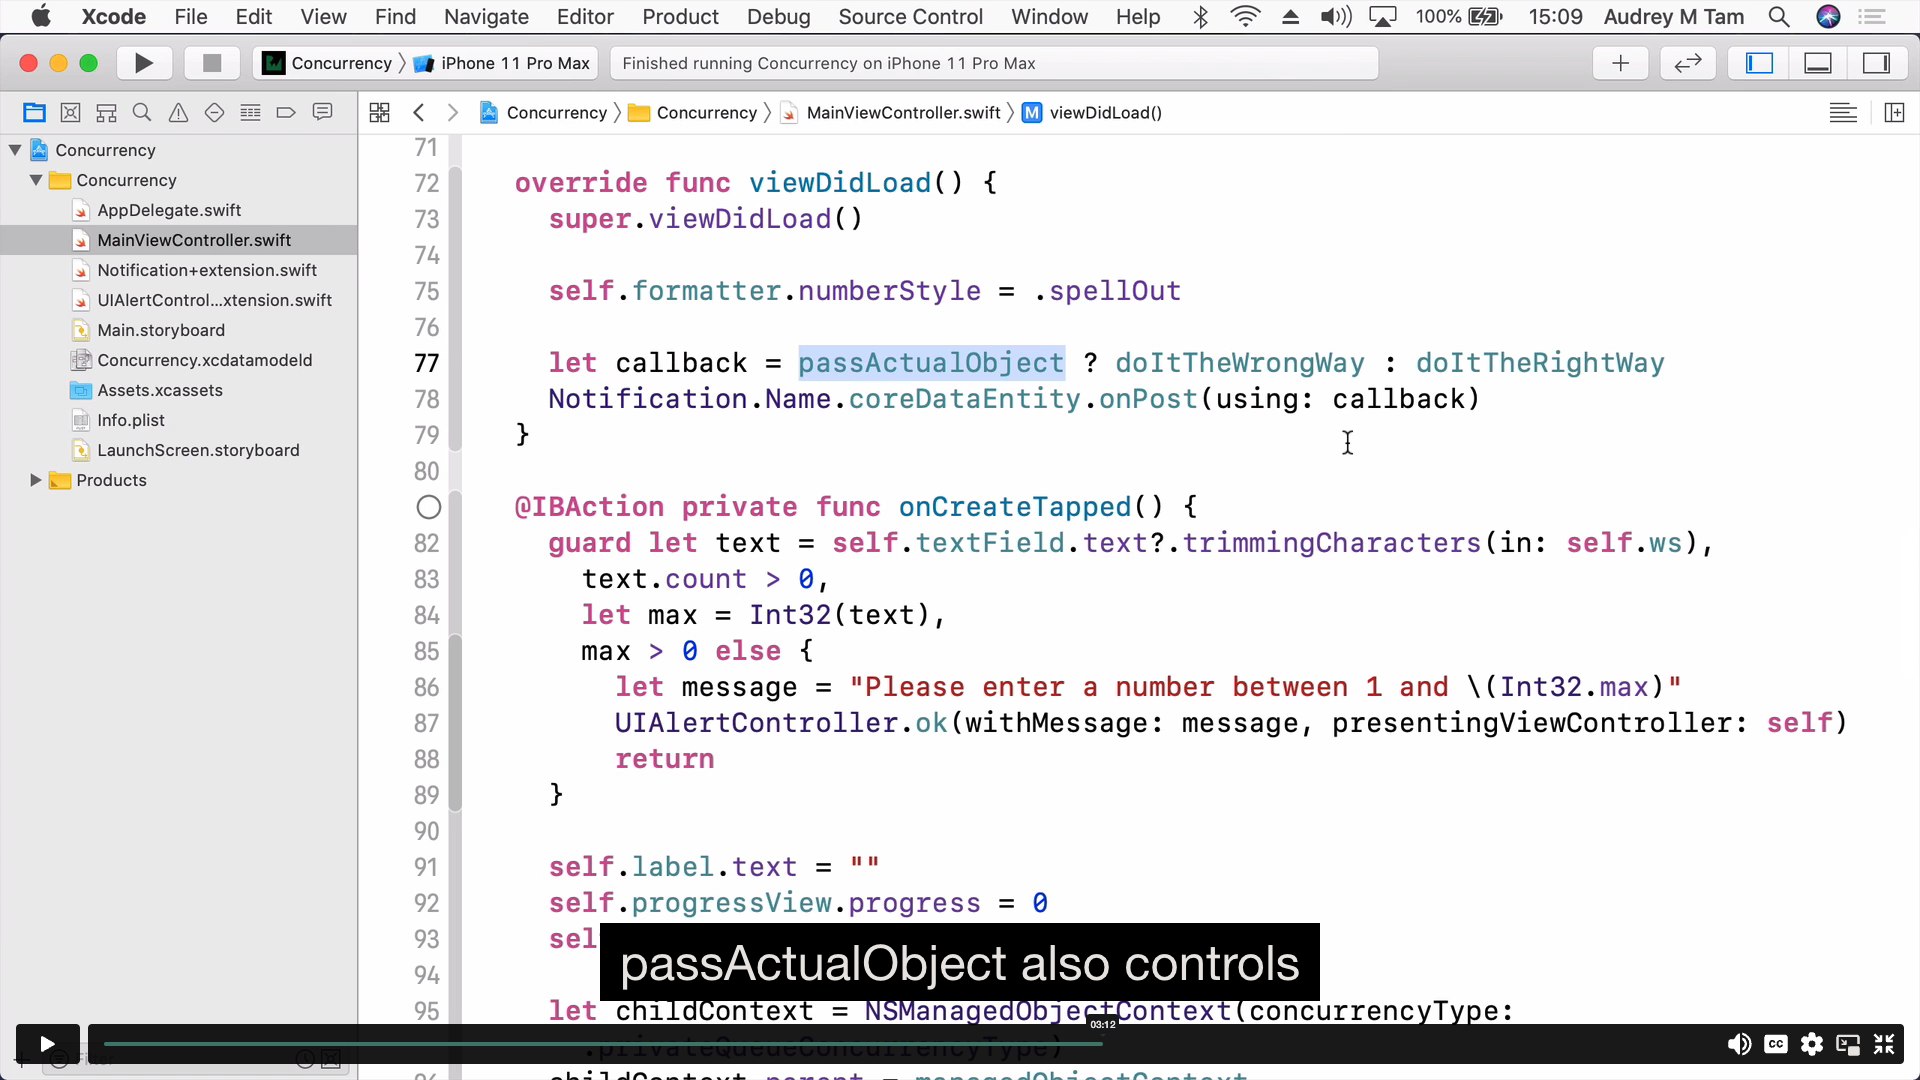 Xcode File Edit View Find Navigate Editor Product Debug Source Control Window Help 100% 15:09 Audrey M Tam
Concurrency iPhone 11 Pro Max Finished running Concurrency on iPhone 11 Pro Max
Concurrency Concurrency MainViewController.swift M viewDidLoad()
Concurrency
Concurrency
AppDelegate.swift
MainViewController.swift
Notification+extension.swift
UIAlertControl...xtension.swift
Main.storyboard
Concurrency.xcdatamodeld
Assets.xcassets
Info.plist
LaunchScreen.storyboard
Products
71
72 override func viewDidLoad() {
73 super.viewDidLoad()
74
75 self.formatter.numberStyle = .spellOut
76
77 let callback = passActualObject ? doItTheWrongWay : doItTheRightWay
78 Notification.Name.coreDataEntity.onPost(using: callback)
79 }
80
@IBAction private func onCreateTapped() {
82 guard let text = self.textField.text?.trimmingCharacters(in: self.ws),
83 text.count > 0,
84 let max = Int32(text),
85 max > 0 else {
86 let message = "Please enter a number between 1 and \(Int32.max)"
87 UIAlertController.ok(withMessage: message, presentingViewController: self)
88 return
89 }
90
91 self.label.text = ""
92 self.progressView.progress = 0
93
passActualObject also controls
94
95 let childContext = NSManagedObjectContext(concurrencyType:
03:12
.privateQueueConcurrencyType)
childContext.parent = managedObjectContext
Filter
CC